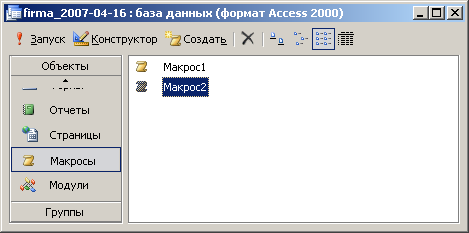 firma_2007-04-16 : база данных (формат Access 2000)
Запуск Конструктор Создать
Объекты
Отчеты
Страницы
Макросы
Модули
Группы
Макрос1
Макрос2